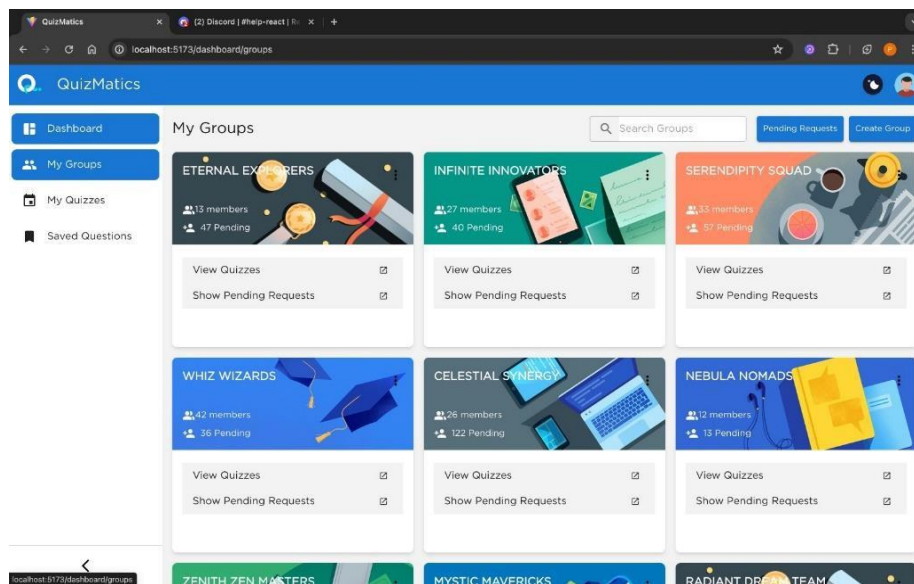 QuizMatics
(2) Discord | #help-react | R
localhost:5173/dashboard/groups
QuizMatics
Dashboard
My Groups
My Quizzes
Saved Questions
My Groups
Search Groups
Pending Requests
Create Group
ETERNAL EXPLORERS
13 members
47 Pending
View Quizzes
Show Pending Requests
INFINITE INNOVATORS
27 members
40 Pending
View Quizzes
Show Pending Requests
SERENDIPITY SQUAD
33 members
57 Pending
View Quizzes
Show Pending Requests
WHIZ WIZARDS
42 members
36 Pending
View Quizzes
Show Pending Requests
CELESTIAL SYNERGY
26 members
122 Pending
View Quizzes
Show Pending Requests
NEBULA NOMADS
12 members
13 Pending
View Quizzes
Show Pending Requests
ZENITH ZEN MASTERS
MYSTIC MAVERICKS
RADIANT DREAM TEAM
localhost:5173/dashboard/groups